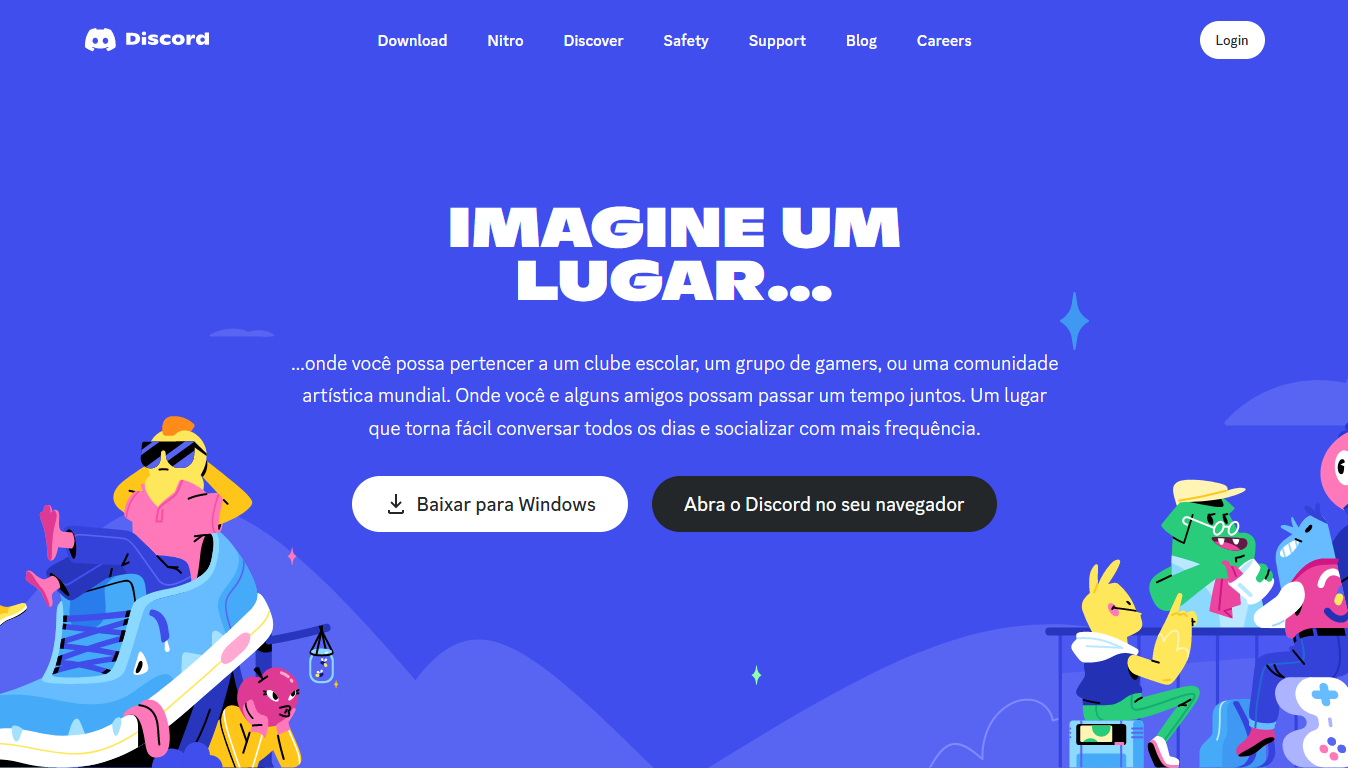 Discord
Download Nitro Discover Safety Support Blog Careers
Login
IMAGINE UM
LUGAR...
...onde você possa pertencer a um clube escolar, um grupo de gamers, ou uma comunidade
artística mundial. Onde você e alguns amigos possam passar um tempo juntos. Um lugar
que torna fácil conversar todos os dias e socializar com mais frequência.
Baixar para Windows
Abra o Discord no seu navegador